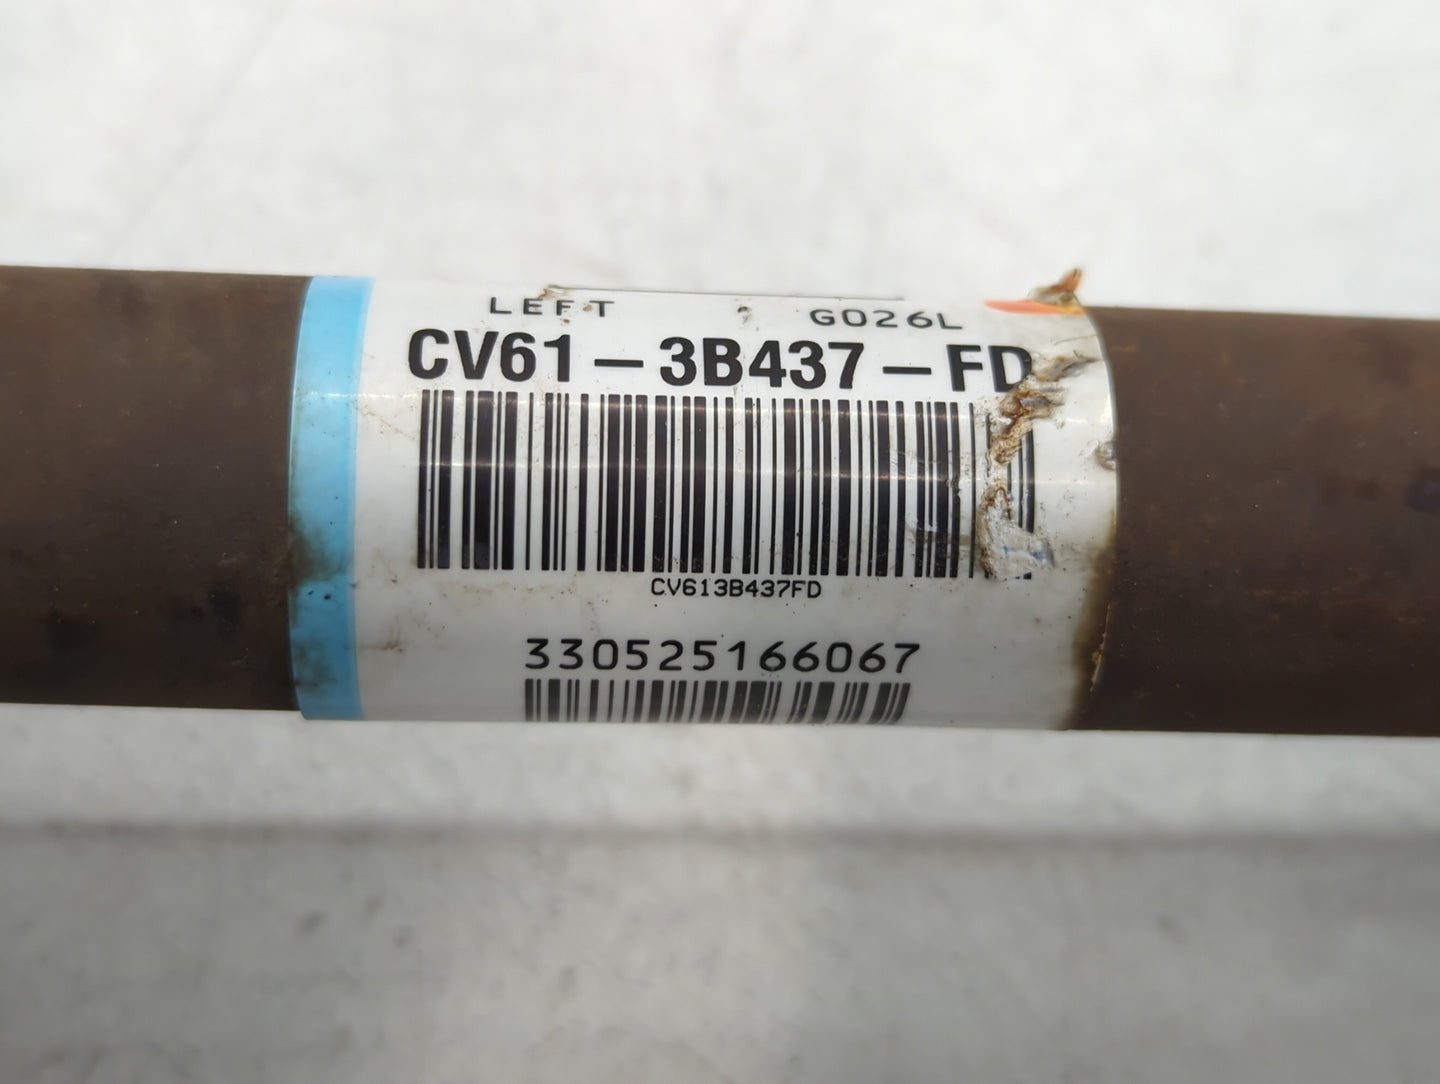 LEFT G026L
CV61-3B437-FD
CV613B437FD
330525166067